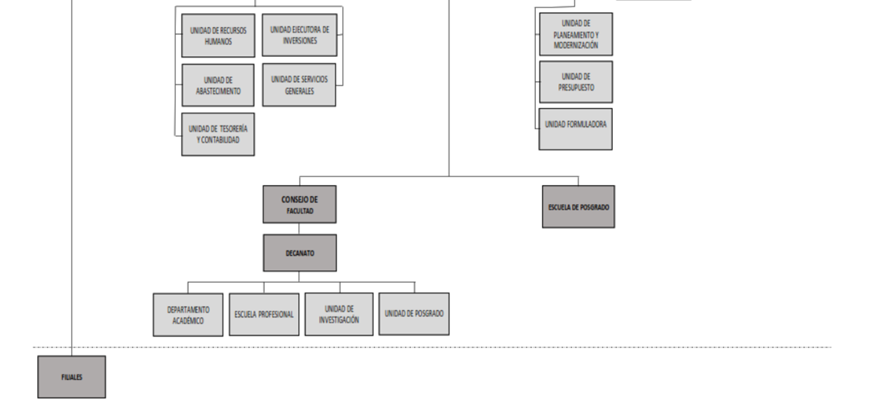 UNIDAD DE RECURSOS
HUMANOS
UNIDAD EJECUTORA DE
INVERSIONES
UNIDAD DE
PLANEAMIENTO Y
MODERNIZACIÓN
UNIDAD DE
ABASTECIMIENTO
UNIDAD DE SERVICIOS
GENERALES
UNIDAD DE
PRESUPUESTO
UNIDAD DE TESORERÍA
Y CONTABILIDAD
UNIDAD FORMULADORA
CONSEJO DE
FACULTAD
ESCUELA DE POSGRADO
DECANATO
DEPARTAMENTO
ACADÉMICO
ESCUELA PROFESIONAL
UNIDAD DE
INVESTIGACIÓN
UNIDAD DE POSGRADO
FILIALES